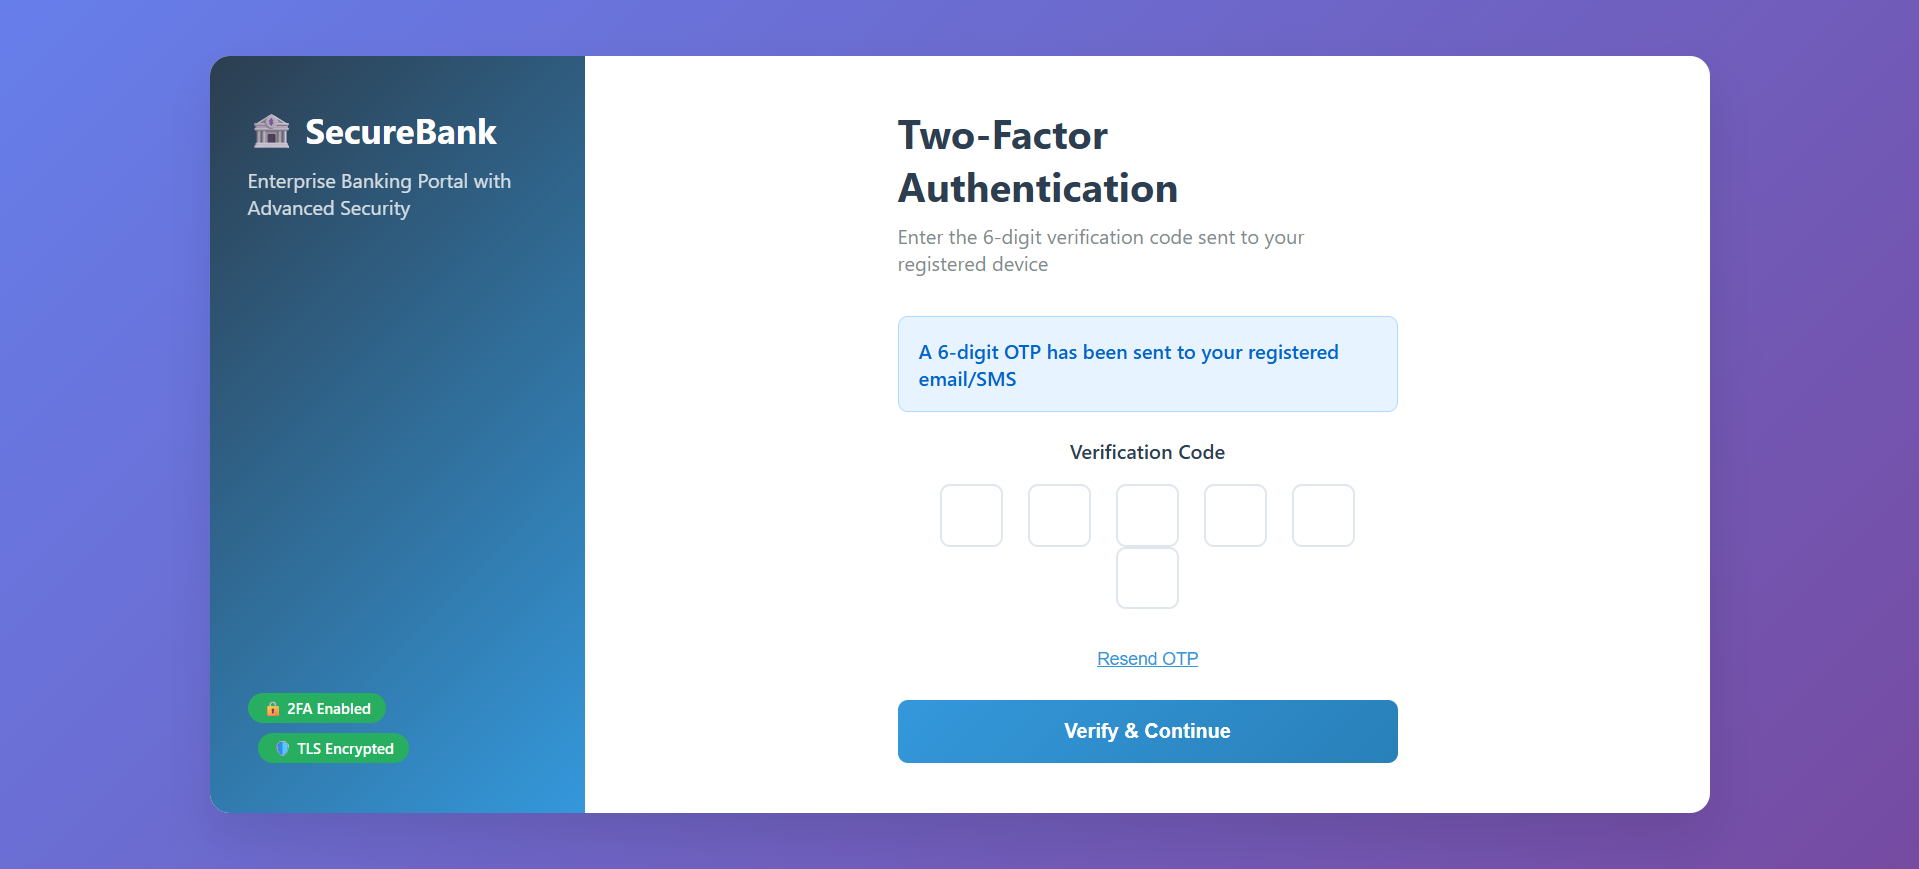 SecureBank
Enterprise Banking Portal with
Advanced Security
2FA Enabled
TLS Encrypted
Two-Factor
Authentication
Enter the 6-digit verification code sent to your
registered device
A 6-digit OTP has been sent to your registered
email/SMS
Verification Code
Resend OTP
Verify & Continue